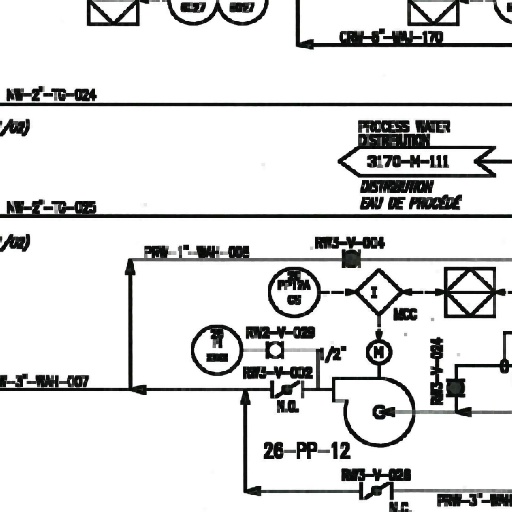 CRW-6"-WAJ-170
NW-2"-TG-024
PROCESS WATER
DISTRIBUTION
3170-M-111
DISTRIBUTION
EAU DE PROCÉDÉ
NW-2"-TG-025
/02)
/02)
RW3-V-004
PRW-1"-WAH-006
I
MCC
RW2-V-029
1/2"
M
RW3-V-024
W-3"-WAH-007
RW3-V-002
N.O.
G
26-PP-12
RW3-V-028
N.C.
PRW-3"-WAH